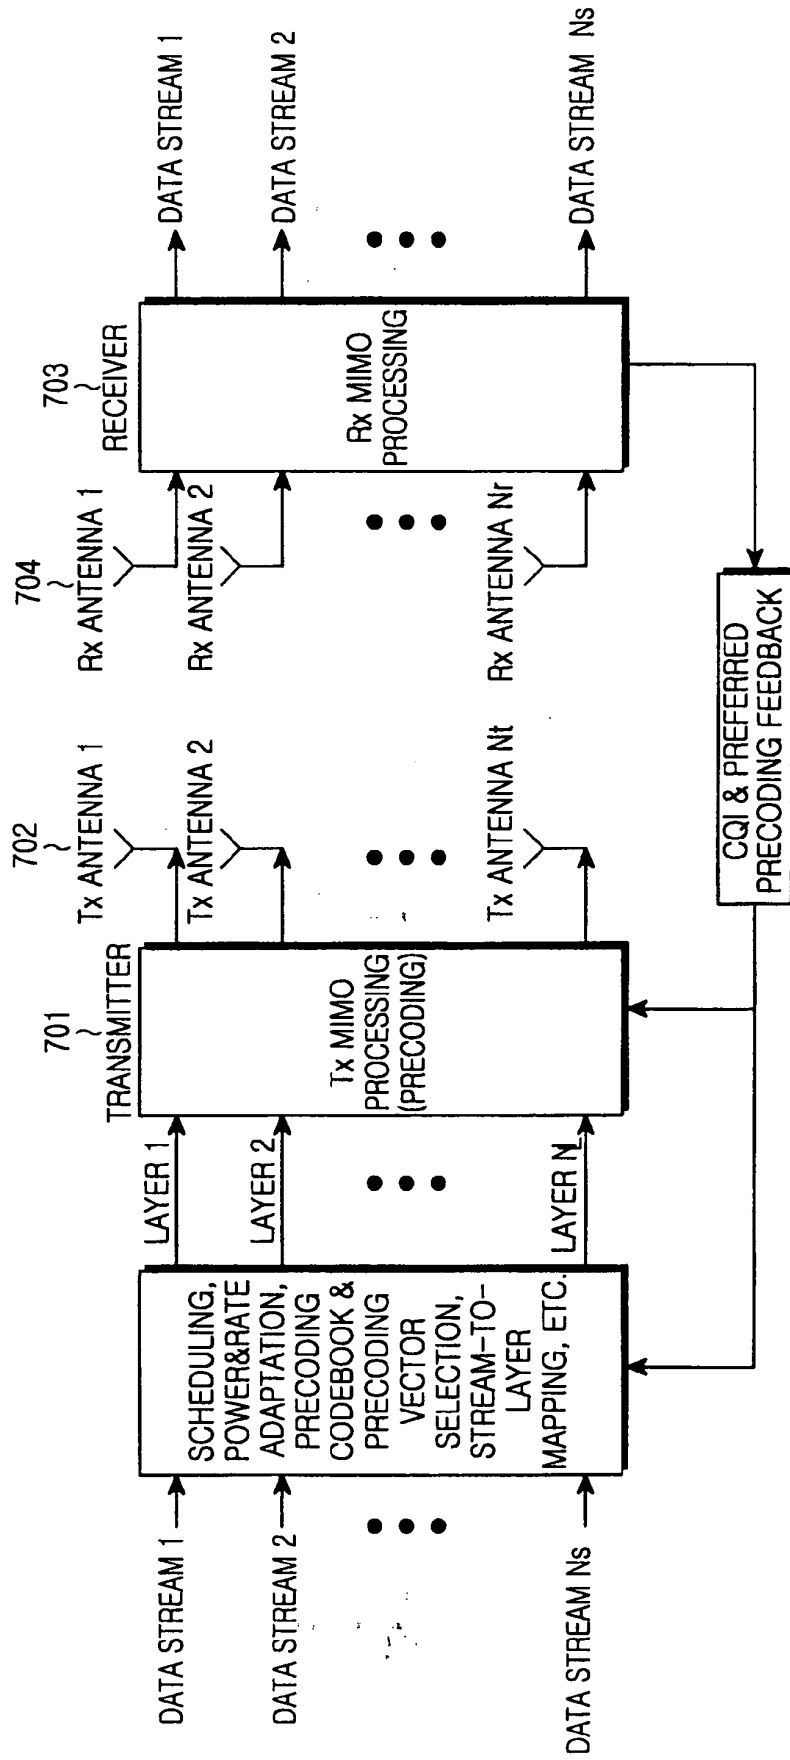 DATA STREAM 1
DATA STREAM 2
DATA STREAM Ns
SCHEDULING,
POWER&RATE
ADAPTATION,
PRECODING
CODEBOOK &
PRECODING
VECTOR
SELECTION,
STREAM-TO-
LAYER
MAPPING, ETC.
LAYER 1
LAYER 2
LAYER NL
701
TRANSMITTER
Tx MIMO
PROCESSING
(PRECODING)
702
Tx ANTENNA 1
Tx ANTENNA 2
Tx ANTENNA Nt
704
Rx ANTENNA 1
Rx ANTENNA 2
Rx ANTENNA Nr
703
RECEIVER
Rx MIMO
PROCESSING
DATA STREAM 1
DATA STREAM 2
DATA STREAM Ns
CQI & PREFERRED
PRECODING FEEDBACK